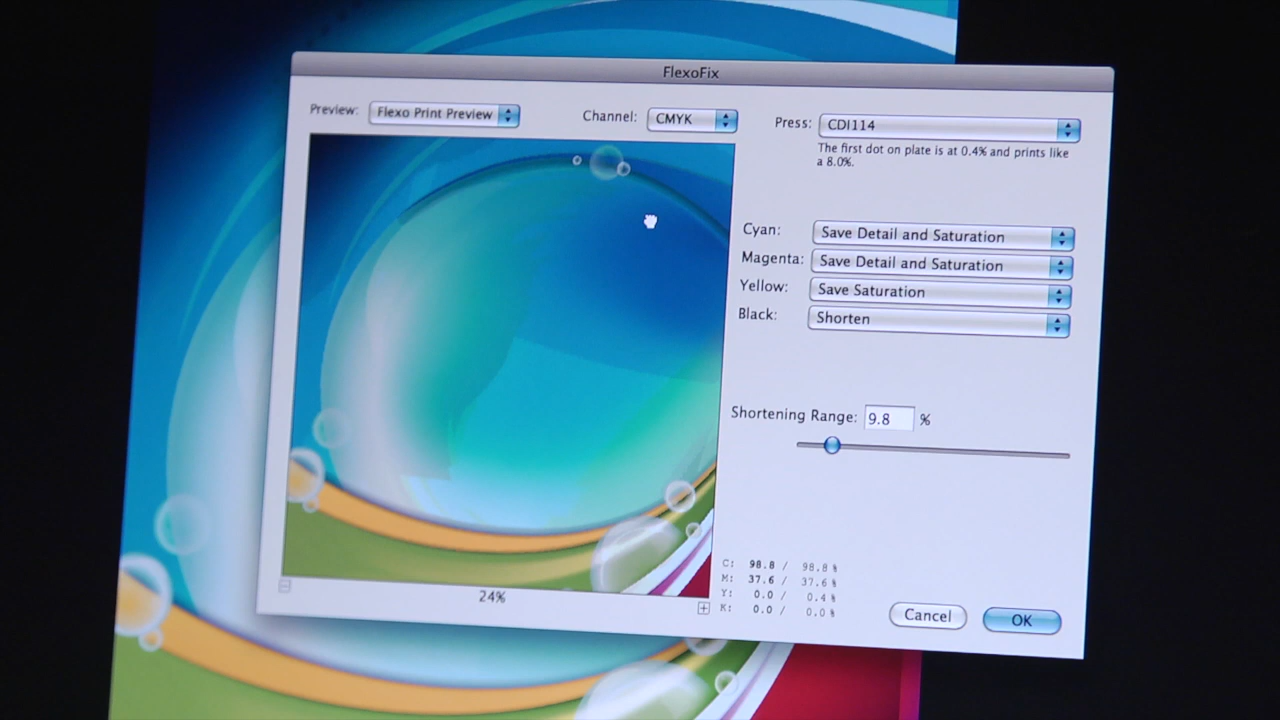 FlexoFix
Preview: Flexo Print Preview
Channel: CMYK
Press: CDI114
The first dot on plate is at 0.4% and prints like
a 8.0%.
Cyan: Save Detail and Saturation
Magenta: Save Detail and Saturation
Yellow: Save Saturation
Black: Shorten
Shortening Range: 9.8 %
C: 98.8 / 98.8%
M: 37.6 / 37.6%
Y: 0.0 / 0.4%
K: 0.0 / 0.0%
24%
Cancel
OK